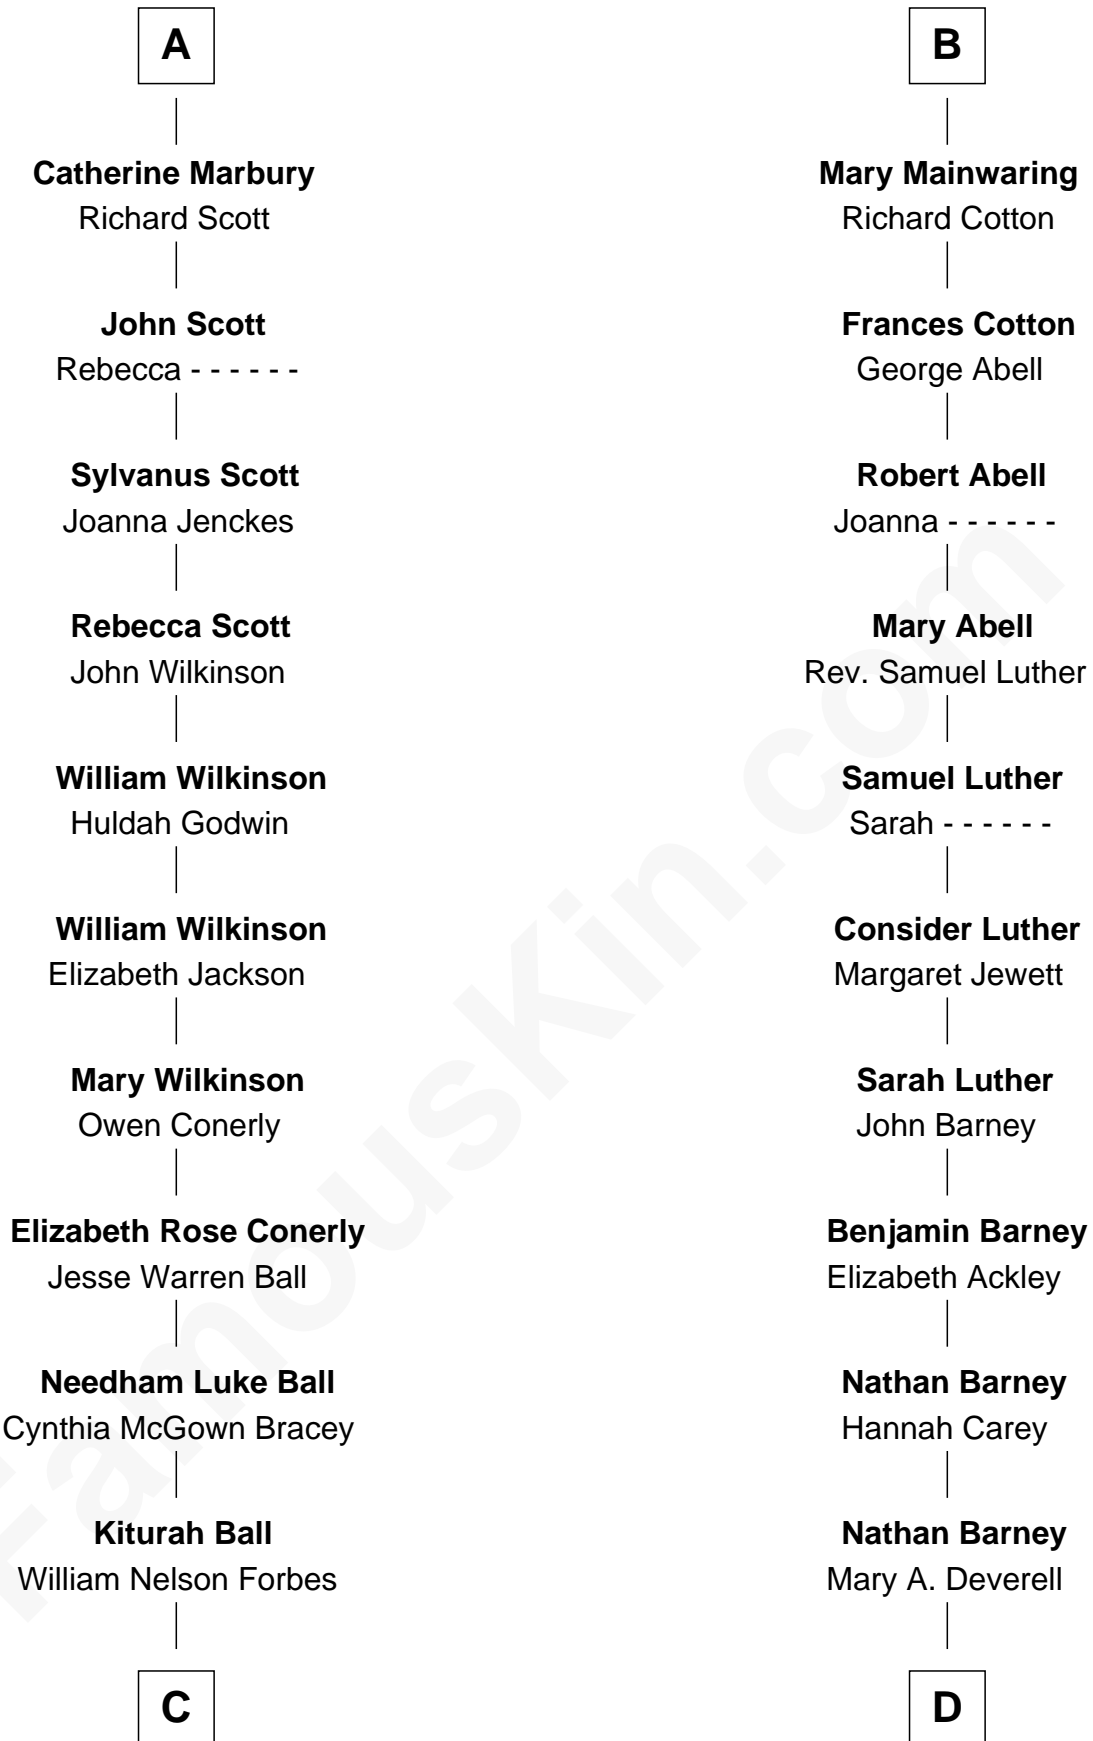 A
Catherine Marbury
Richard Scott
John Scott
Rebecca - - - - - -
Sylvanus Scott
Joanna Jenckes
Rebecca Scott
John Wilkinson
William Wilkinson
Huldah Godwin
William Wilkinson
Elizabeth Jackson
Mary Wilkinson
Owen Conerly
Elizabeth Rose Conerly
Jesse Warren Ball
Needham Luke Ball
Cynthia McGown Bracey
Kiturah Ball
William Nelson Forbes
C
B
Mary Mainwaring
Richard Cotton
Frances Cotton
George Abell
Robert Abell
Joanna - - - - - -
Mary Abell
Rev. Samuel Luther
Samuel Luther
Sarah - - - - - -
Consider Luther
Margaret Jewett
Sarah Luther
John Barney
Benjamin Barney
Elizabeth Ackley
Nathan Barney
Hannah Carey
Nathan Barney
Mary A. Deverell
D
FamousKin.com